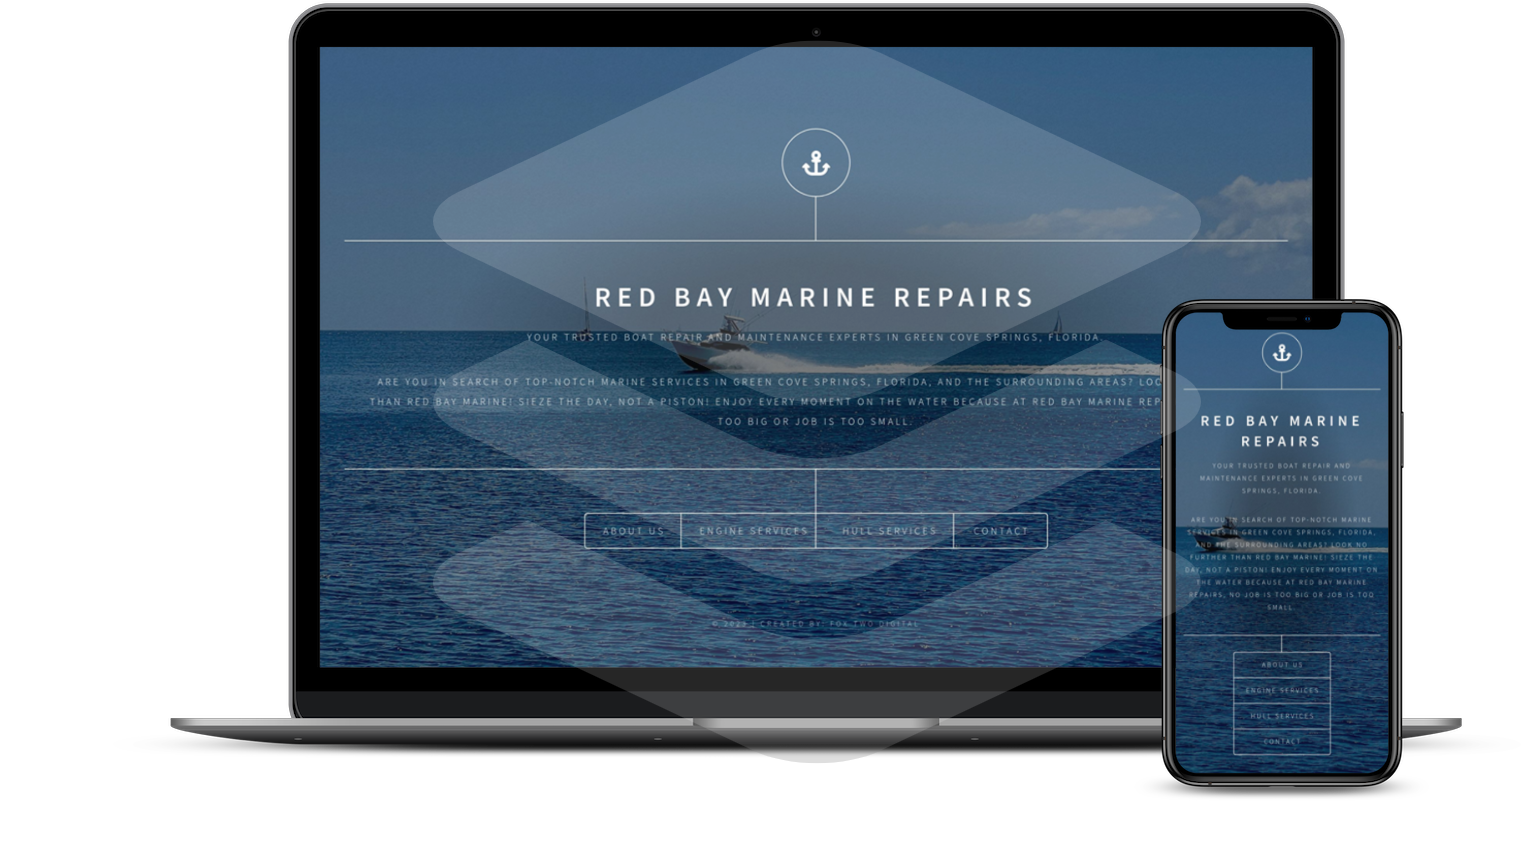 RED BAY MARINE REPAIRS
YOUR TRUSTED BOAT REPAIR AND MAINTENANCE EXPERTS IN GREEN COVE SPRINGS, FLORIDA.
ARE YOU IN SEARCH OF TOP-NOTCH MARINE SERVICES IN GREEN COVE SPRINGS, FLORIDA, AND THE SURROUNDING AREAS? LOO
THAN RED BAY MARINE! SIEZE THE DAY, NOT A PISTON! ENJOY EVERY MOMENT ON THE WATER BECAUSE AT RED BAY MARINE REP
TOO BIG OR JOB IS TOO SMALL.
ABOUT US
ENGINE SERVICES
HULL SERVICES
CONTACT
© 2023 | CREATED BY: FOX TWO DIGITAL
RED BAY MARINE
REPAIRS
YOUR TRUSTED BOAT REPAIR AND
MAINTENANCE EXPERTS IN GREEN COVE
SPRINGS, FLORIDA.
ARE YOU IN SEARCH OF TOP-NOTCH MARINE
SERVICES IN GREEN COVE SPRINGS, FLORIDA,
AND THE SURROUNDING AREAS? LOOK NO
FURTHER THAN RED BAY MARINE! SIEZE THE
DAY, NOT A PISTON! ENJOY EVERY MOMENT ON
THE WATER BECAUSE AT RED BAY MARINE
REPAIRS, NO JOB IS TOO BIG OR JOB IS TOO
SMALL.
ABOUT US
ENGINE SERVICES
HULL SERVICES
CONTACT